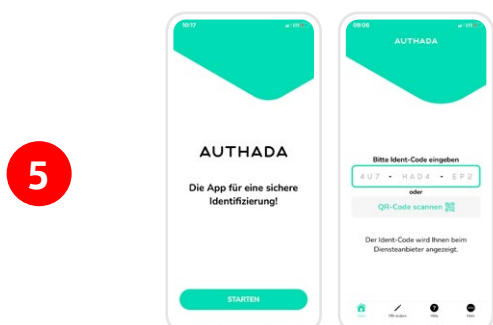 5
10:17
AUTHADA
Die App für eine sichere
Identifizierung!
STARTEN
09:08
AUTHADA
Bitte Ident-Code eingeben
4U7 - HAD4 - EP2
oder
QR-Code scannen
Der Ident-Code wird Ihnen beim
Diensteanbieter angezeigt.